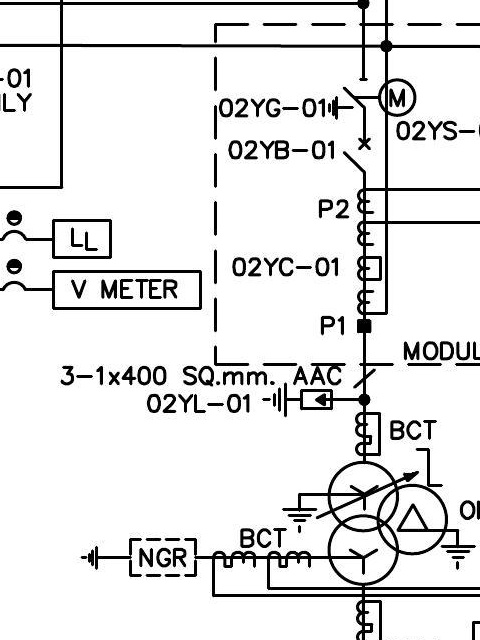 -01
LY
M
02YG-01
02YS-0
02YB-01
P2
LL
02YC-01
V METER
P1
MODUL
3-1x400 SQ.mm. AAC
02YL-01
BCT
BCT
NGR